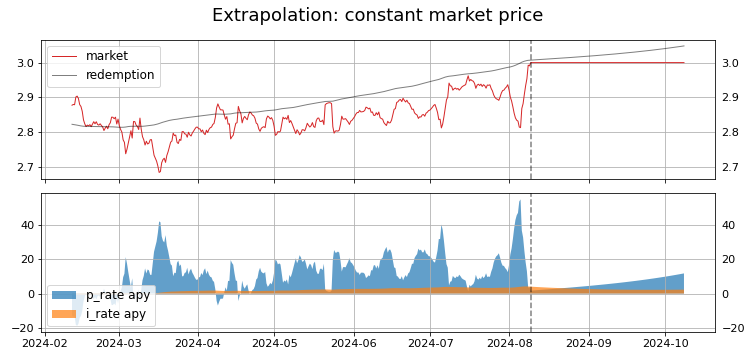 Extrapolation: constant market price
market
redemption
3.0 3.0
2.9 2.9
2.8 2.8
2.7 2.7
40 40
20 20
0 0
p_rate apy
i_rate apy
−20 −20
2024-02 2024-03 2024-04 2024-05 2024-06 2024-07 2024-08 2024-09 2024-10